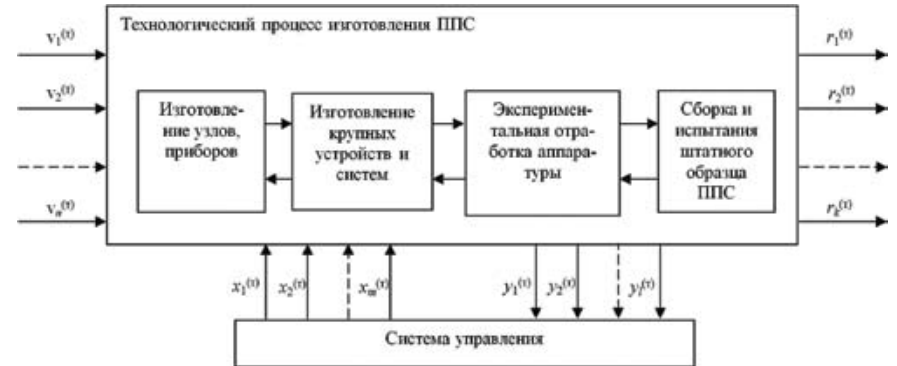 Технологический процесс изготовления ППС
v₁⁽ᵗ⁾
v₂⁽ᵗ⁾
vₙ⁽ᵗ⁾
Изготовле-
ние узлов,
приборов
Изготовление
крупных
устройств и
систем
Эксперимен-
тальная отра-
ботка аппара-
туры
Сборка и
испытания
штатного
образца
ППС
r₁⁽ᵗ⁾
r₂⁽ᵗ⁾
rₖ⁽ᵗ⁾
x₁⁽ᵗ⁾ x₂⁽ᵗ⁾ xₘ⁽ᵗ⁾ y₁⁽ᵗ⁾ y₂⁽ᵗ⁾ yₗ⁽ᵗ⁾
Система управления